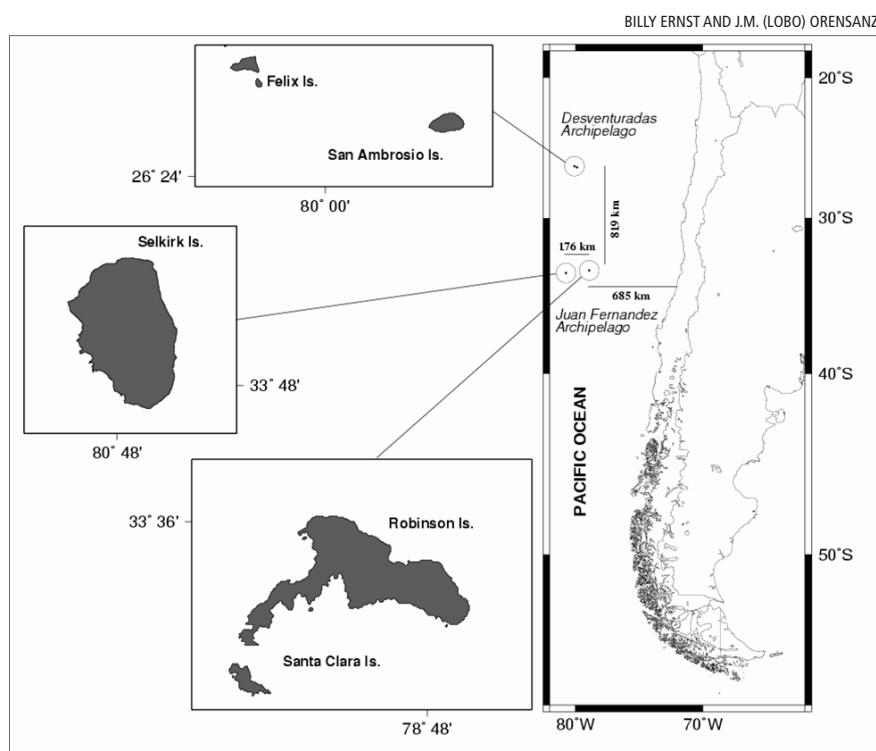 BILLY ERNST AND J.M. (LOBO) ORENSANZ
Felix Is.
San Ambrosio Is.
26° 24'
80° 00'
Selkirk Is.
33° 48'
80° 48'
33° 36'
Robinson Is.
Santa Clara Is.
78° 48'
Desventuradas
Archipelago
819 km
176 km
685 km
Juan Fernandez
Archipelago
PACIFIC OCEAN
20°S
30°S
40°S
50°S
80°W
70°W